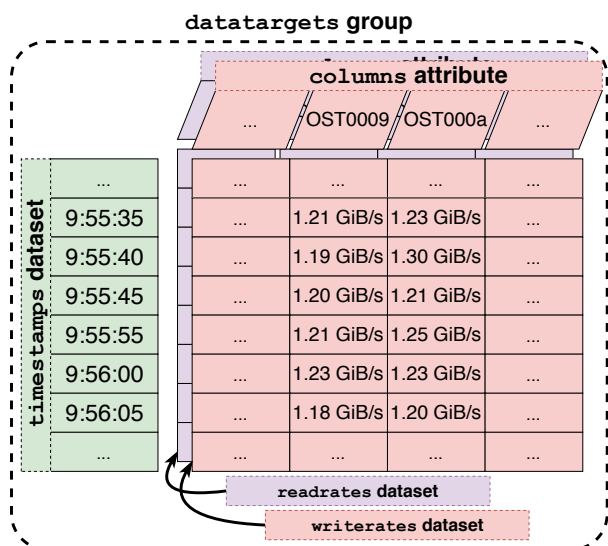 datatargets group
attribute
columns attribute
... OST0009 OST000a ...
timestamps dataset
... ... ... ... ...
9:55:35 ... 1.21 GiB/s 1.23 GiB/s ...
9:55:40 ... 1.19 GiB/s 1.30 GiB/s ...
9:55:45 ... 1.20 GiB/s 1.21 GiB/s ...
9:55:55 ... 1.21 GiB/s 1.25 GiB/s ...
9:56:00 ... 1.23 GiB/s 1.23 GiB/s ...
9:56:05 ... 1.18 GiB/s 1.20 GiB/s ...
... ... ... ... ...
readrates dataset
writerates dataset